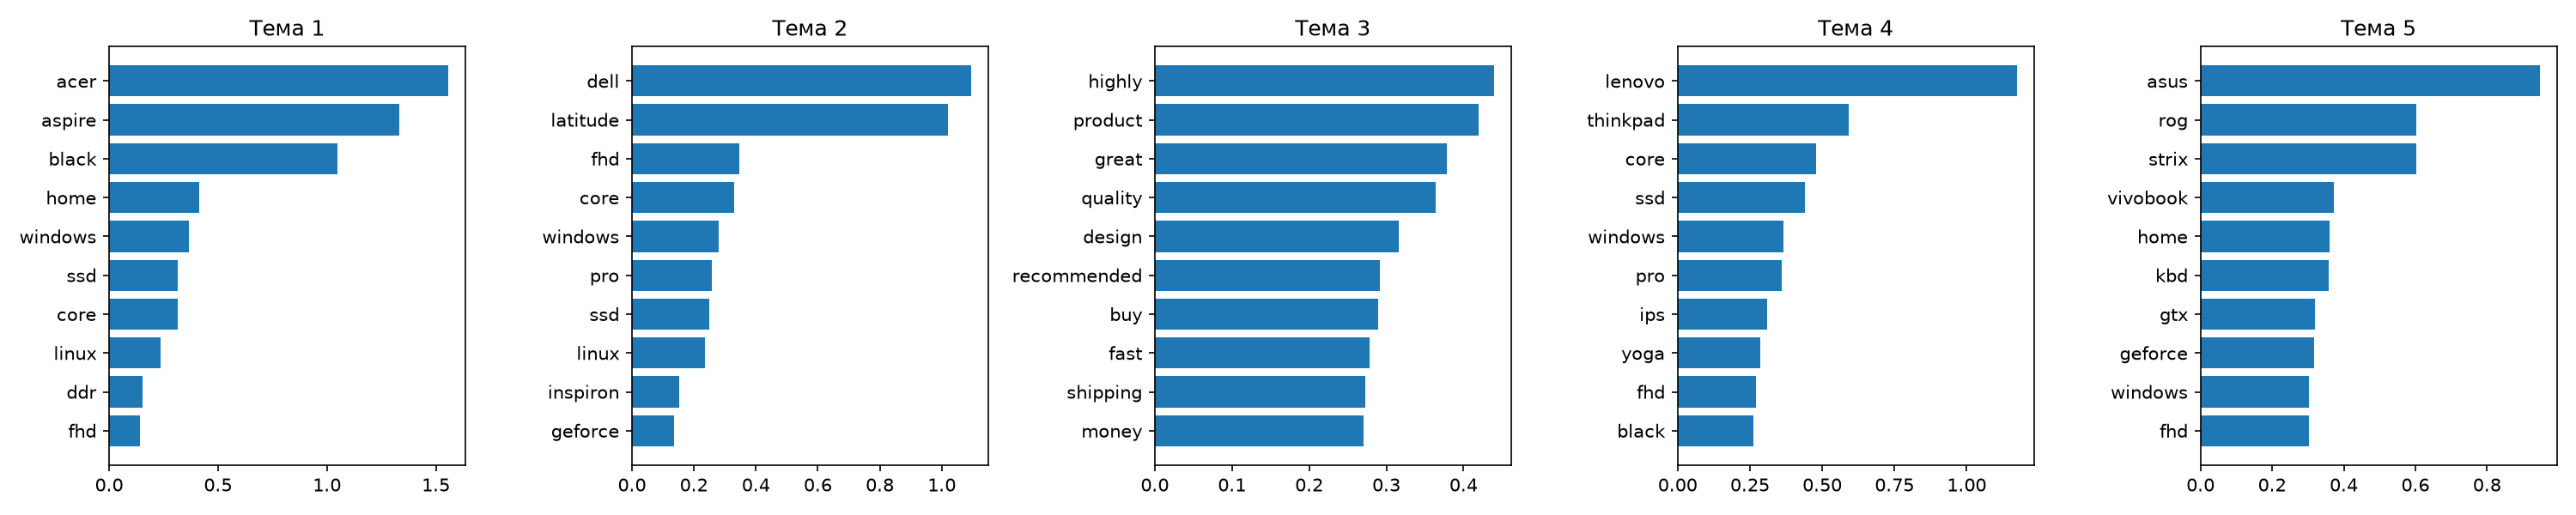 Тема 1
acer
aspire
black
home
windows
ssd
core
linux
ddr
fhd
0.0 0.5 1.0 1.5
Тема 2
dell
latitude
fhd
core
windows
pro
ssd
linux
inspiron
geforce
0.0 0.2 0.4 0.6 0.8 1.0
Тема 3
highly
product
great
quality
design
recommended
buy
fast
shipping
money
0.0 0.1 0.2 0.3 0.4
Тема 4
lenovo
thinkpad
core
ssd
windows
pro
ips
yoga
fhd
black
0.00 0.25 0.50 0.75 1.00
Тема 5
asus
rog
strix
vivobook
home
kbd
gtx
geforce
windows
fhd
0.0 0.2 0.4 0.6 0.8